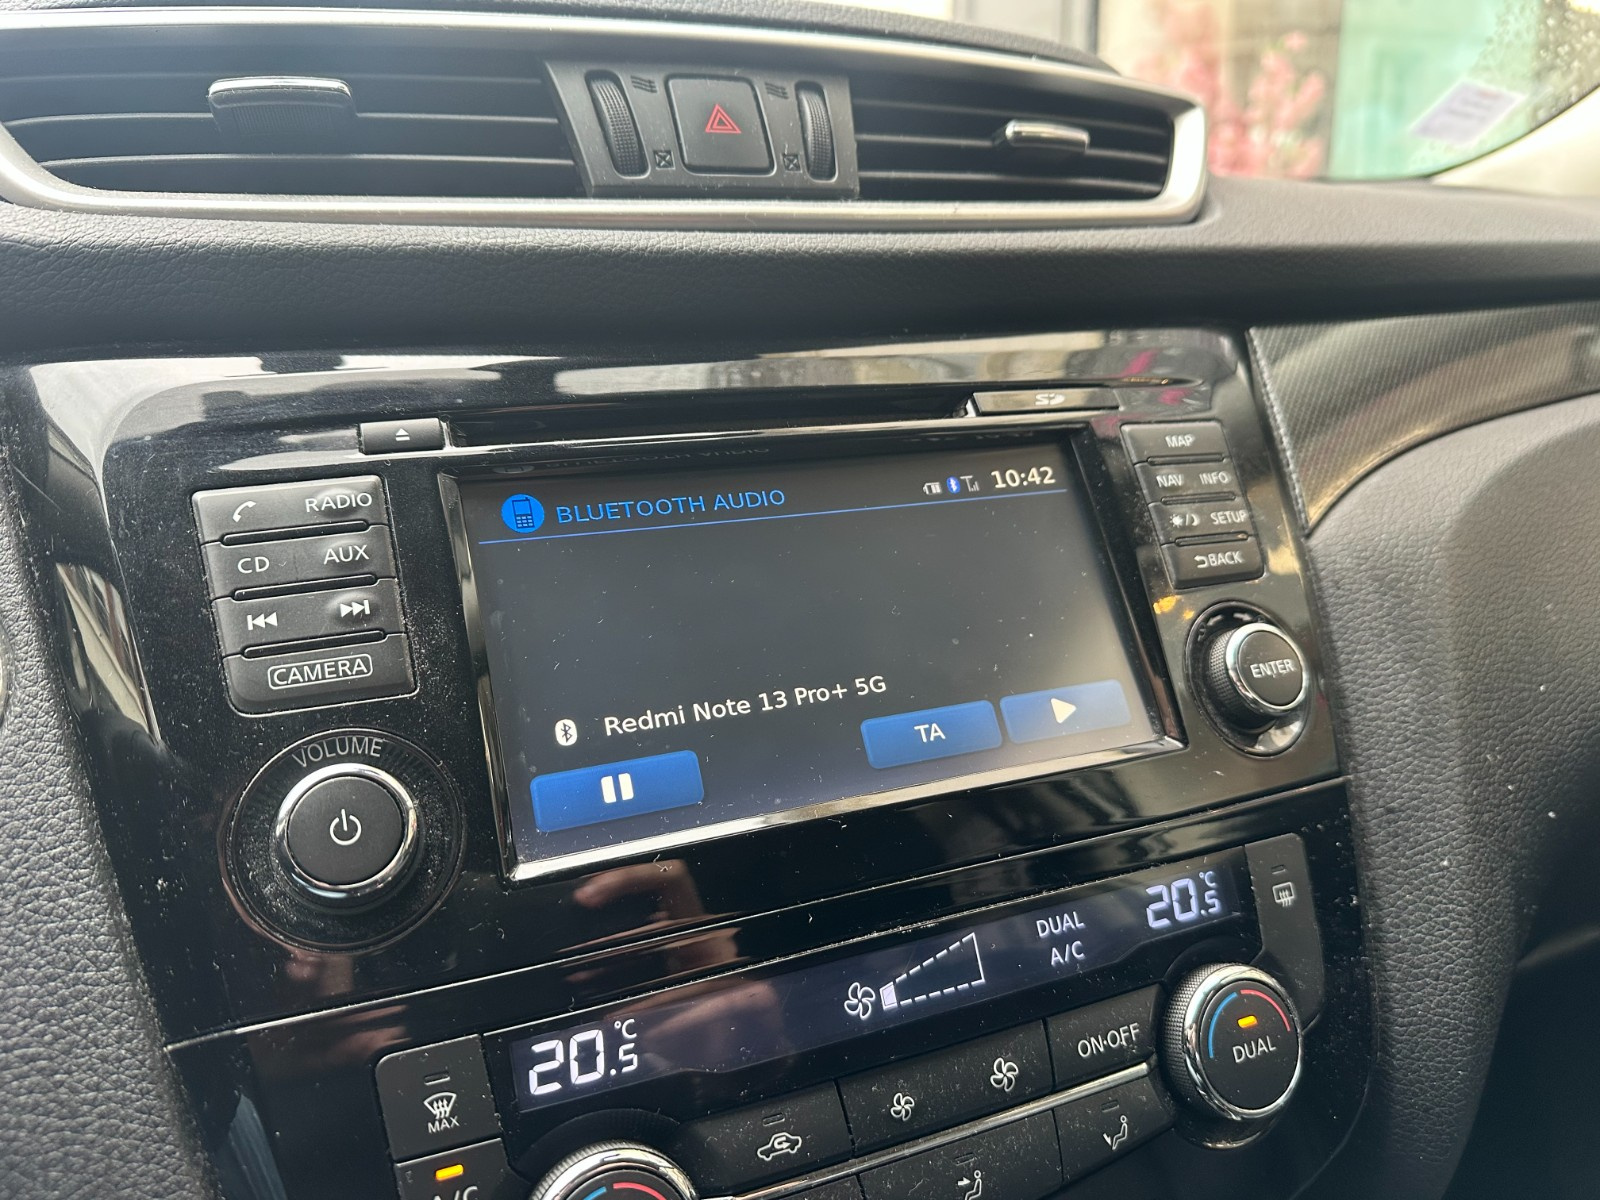 SD
MAP
NAV INFO
SETUP
BACK
ENTER
RADIO
CD AUX
CAMERA
VOLUME
BLUETOOTH AUDIO
10:42
Redmi Note 13 Pro+ 5G
TA
20.5°C
DUAL
A/C
20.5°C
ON·OFF
DUAL
MAX
A/C